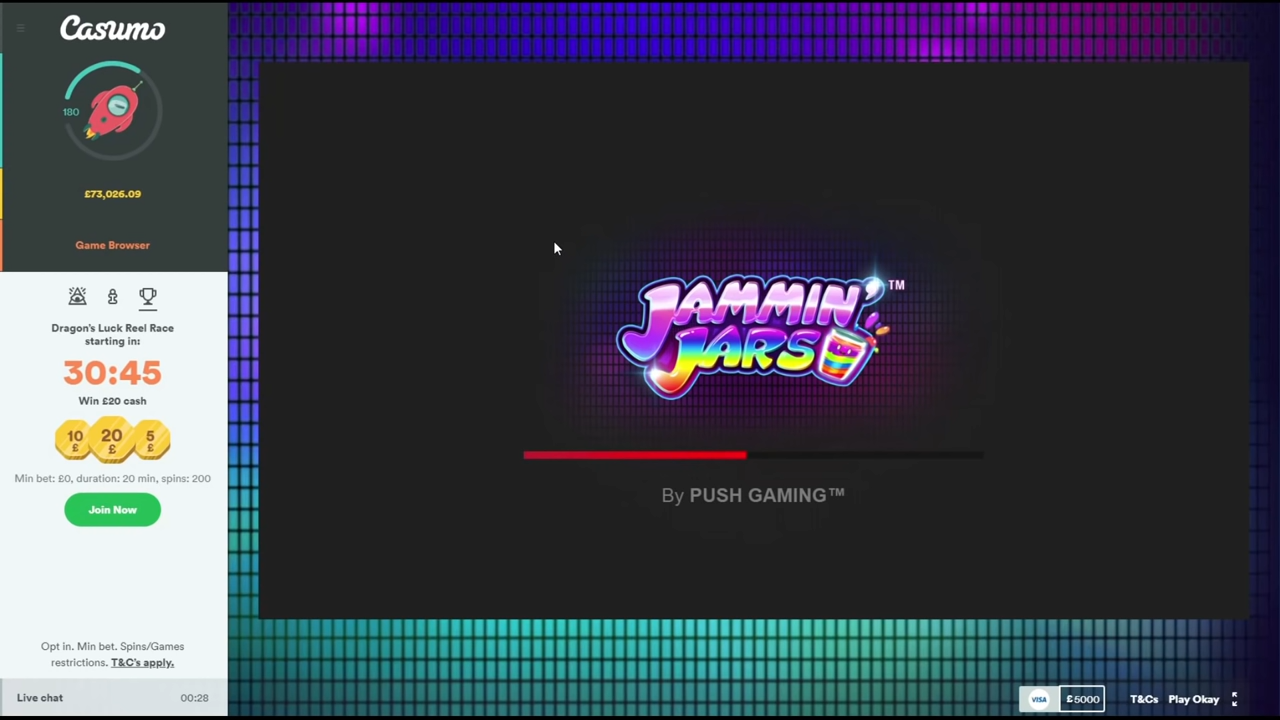 Casumo
180
£73,026.09
Game Browser
Dragon's Luck Reel Race
starting in:
30:45
Win £20 cash
10 £
20 £
5 £
Min bet: £0, duration: 20 min, spins: 200
Join Now
Opt in. Min bet. Spins/Games
restrictions. T&C's apply.
Live chat 00:28
JAMMIN' ™
JARS
By PUSH GAMING™
VISA £5000 T&Cs Play Okay